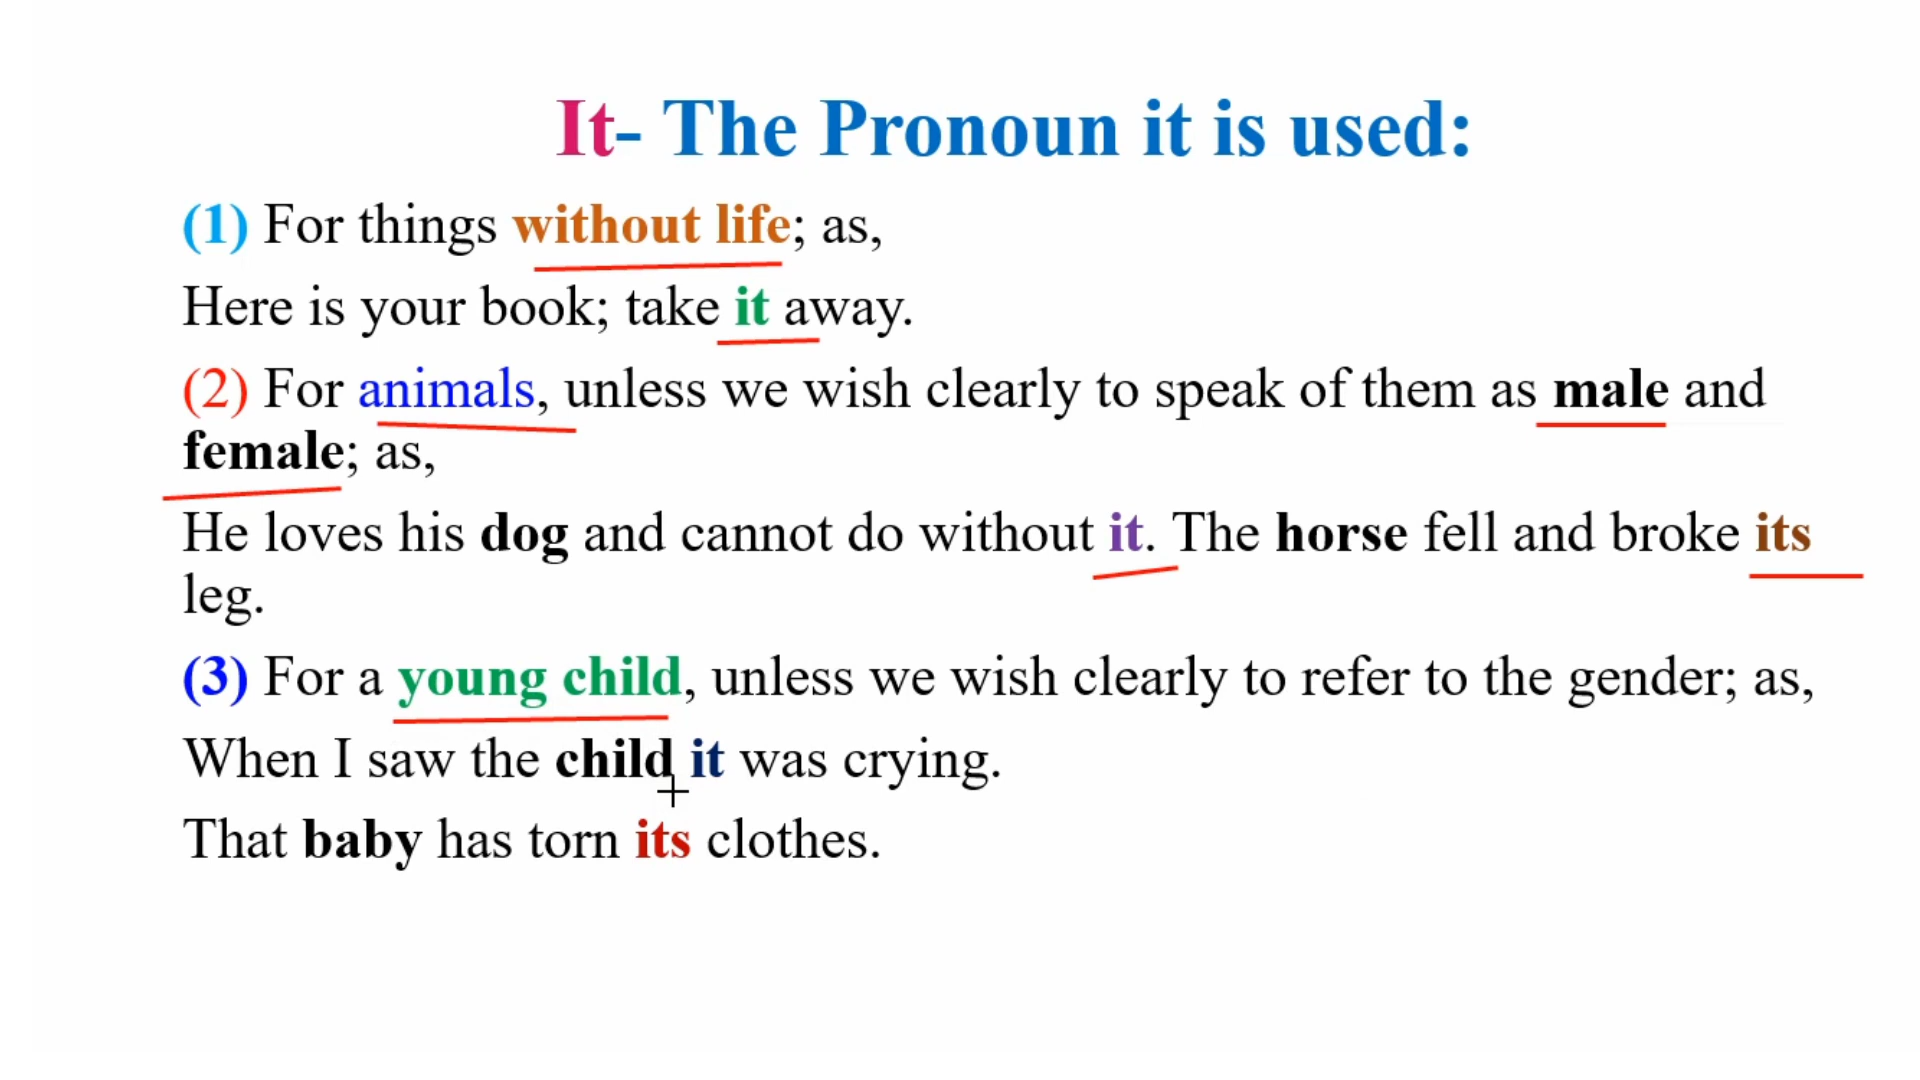 It- The Pronoun it is used:
(1) For things without life; as,
Here is your book; take it away.
(2) For animals, unless we wish clearly to speak of them as male and
female; as,
He loves his dog and cannot do without it. The horse fell and broke its
leg.
(3) For a young child, unless we wish clearly to refer to the gender; as,
When I saw the child it was crying.
That baby has torn its clothes.